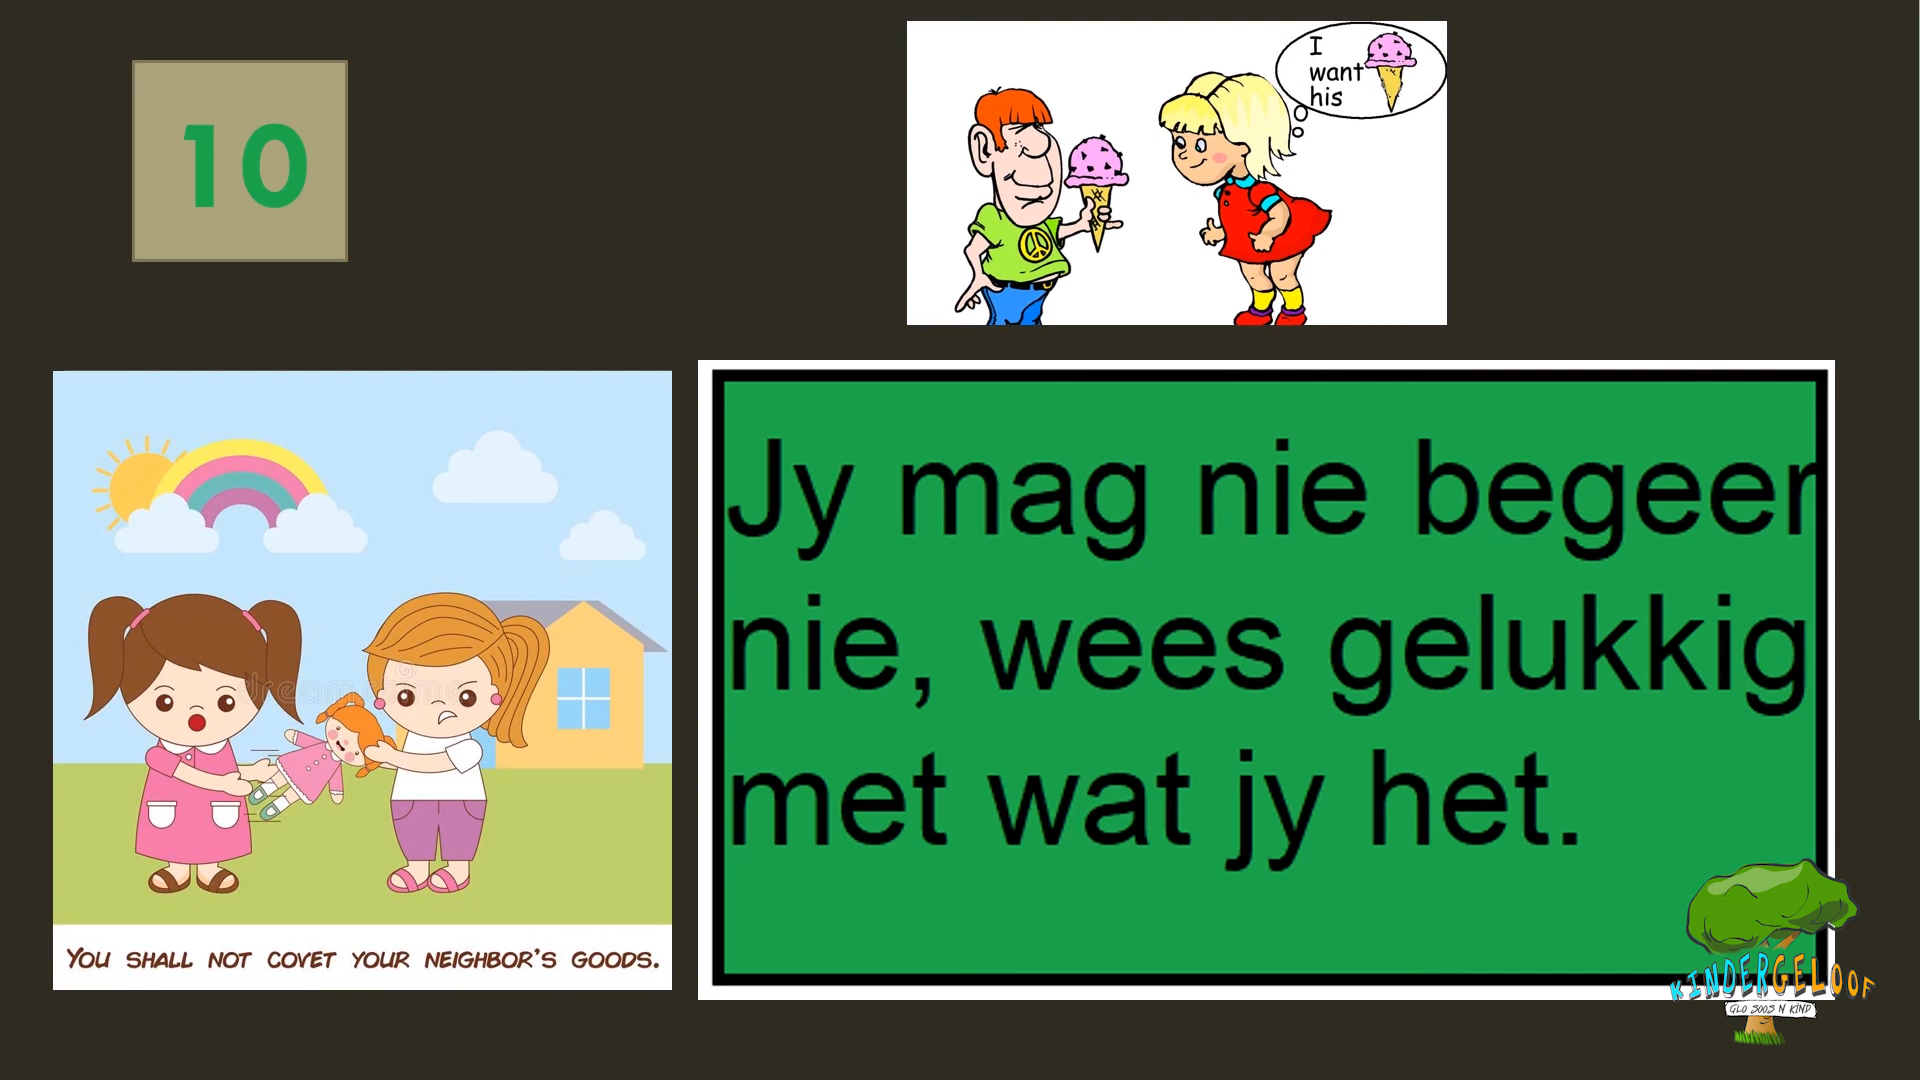 10
I
want
his
Jy mag nie begeer
nie, wees gelukkig
met wat jy het.
YOU SHALL NOT COVET YOUR NEIGHBOR'S GOODS.
KINDERGELOOF
GLO SOOS N KIND